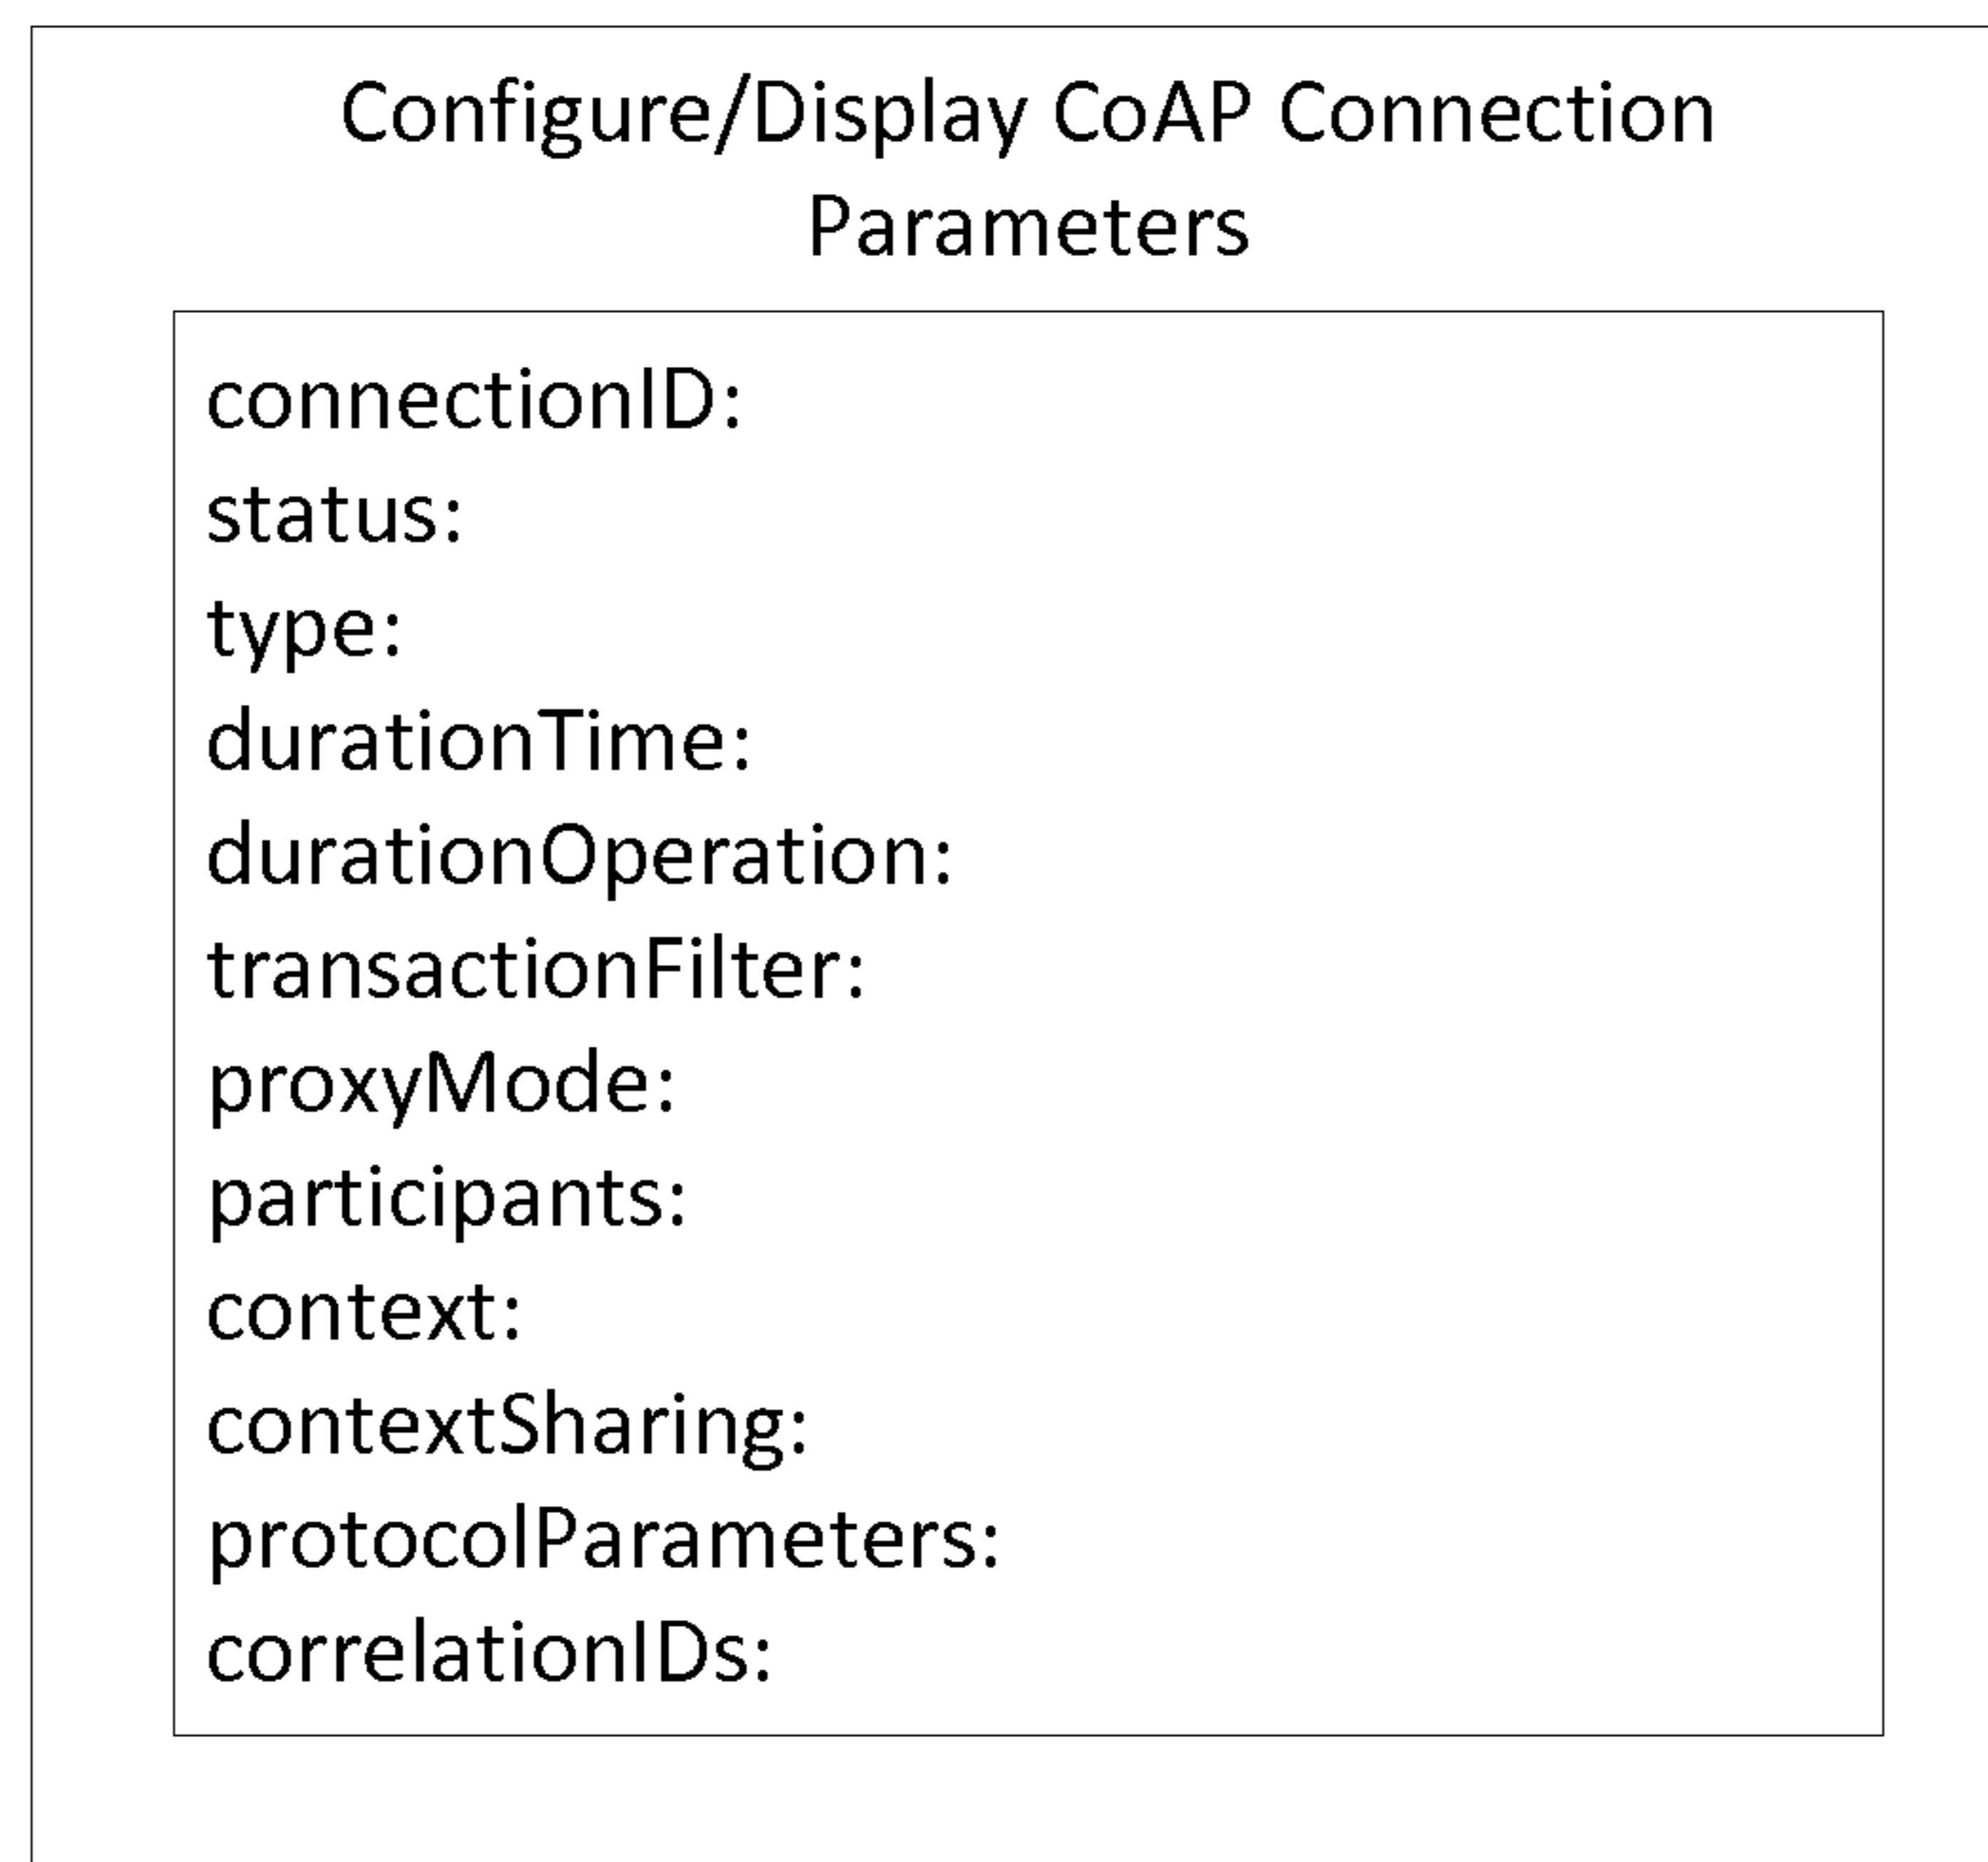 Configure/Display CoAP Connection
Parameters
connectionID:
status:
type:
durationTime:
durationOperation:
transactionFilter:
proxyMode:
participants:
context:
contextSharing:
protocolParameters:
correlationIDs: